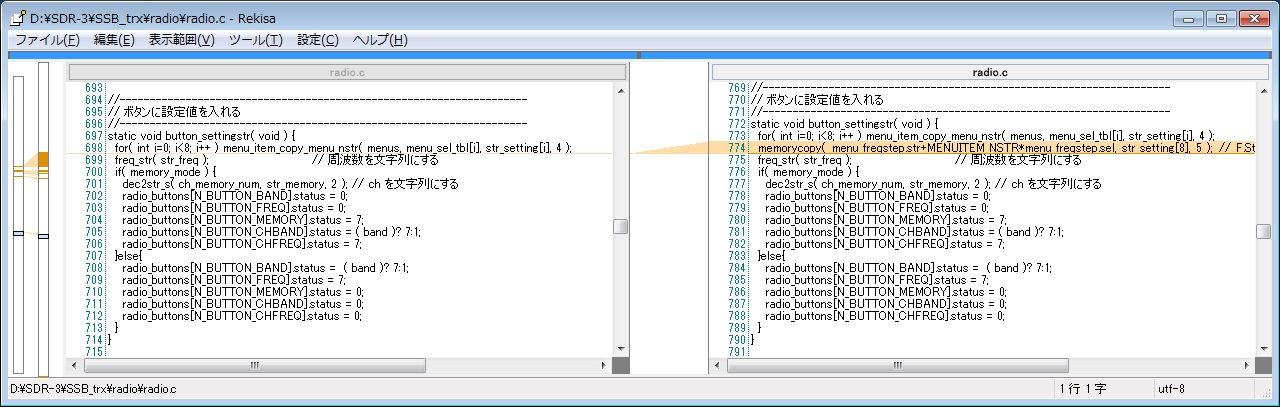 D:¥SDR-3¥SSB_trx¥radio¥radio.c - Rekisa
ファイル(F) 編集(E) 表示範囲(V) ツール(T) 設定(C) ヘルプ(H)
radio.c
693
694 //--------------------------------------------------------------------
695 // ボタンに設定値を入れる
696 //--------------------------------------------------------------------
697 static void button_settingstr( void ) {
698 for( int i=0; i<8; i++ ) menu_item_copy_menu_nstr( menus, menu_sel_tbl[i], str_setting[i], 4 );
699 freq_str( str_freq ); // 周波数を文字列にする
700 if( memory_mode ) {
701 dec2str_s( ch_memory_num, str_memory, 2 ); // ch を文字列にする
702 radio_buttons[N_BUTTON_BAND].status = 0;
703 radio_buttons[N_BUTTON_FREQ].status = 0;
704 radio_buttons[N_BUTTON_MEMORY].status = 7;
705 radio_buttons[N_BUTTON_CHBAND].status = ( band )? 7:1;
706 radio_buttons[N_BUTTON_CHFREQ].status = 7;
707 }else{
708 radio_buttons[N_BUTTON_BAND].status = ( band )? 7:1;
709 radio_buttons[N_BUTTON_FREQ].status = 7;
710 radio_buttons[N_BUTTON_MEMORY].status = 0;
711 radio_buttons[N_BUTTON_CHBAND].status = 0;
712 radio_buttons[N_BUTTON_CHFREQ].status = 0;
713 }
714 }
715
radio.c
769 //--------------------------------------------------------------------
770 // ボタンに設定値を入れる
771 //--------------------------------------------------------------------
772 static void button_settingstr( void ) {
773 for( int i=0; i<8; i++ ) menu_item_copy_menu_nstr( menus, menu_sel_tbl[i], str_setting[i], 4 );
774 memorycopy( menu_freqstep.str+MENUITEM_NSTR*menu_freqstep.sel, str_setting[8], 5 ); // F.St
775 freq_str( str_freq ); // 周波数を文字列にする
776 if( memory_mode ) {
777 dec2str_s( ch_memory_num, str_memory, 2 ); // ch を文字列にする
778 radio_buttons[N_BUTTON_BAND].status = 0;
779 radio_buttons[N_BUTTON_FREQ].status = 0;
780 radio_buttons[N_BUTTON_MEMORY].status = 7;
781 radio_buttons[N_BUTTON_CHBAND].status = ( band )? 7:1;
782 radio_buttons[N_BUTTON_CHFREQ].status = 7;
783 }else{
784 radio_buttons[N_BUTTON_BAND].status = ( band )? 7:1;
785 radio_buttons[N_BUTTON_FREQ].status = 7;
786 radio_buttons[N_BUTTON_MEMORY].status = 0;
787 radio_buttons[N_BUTTON_CHBAND].status = 0;
788 radio_buttons[N_BUTTON_CHFREQ].status = 0;
789 }
790 }
791
D:¥SDR-3¥SSB_trx¥radio¥radio.c 1 行 1 字 utf-8